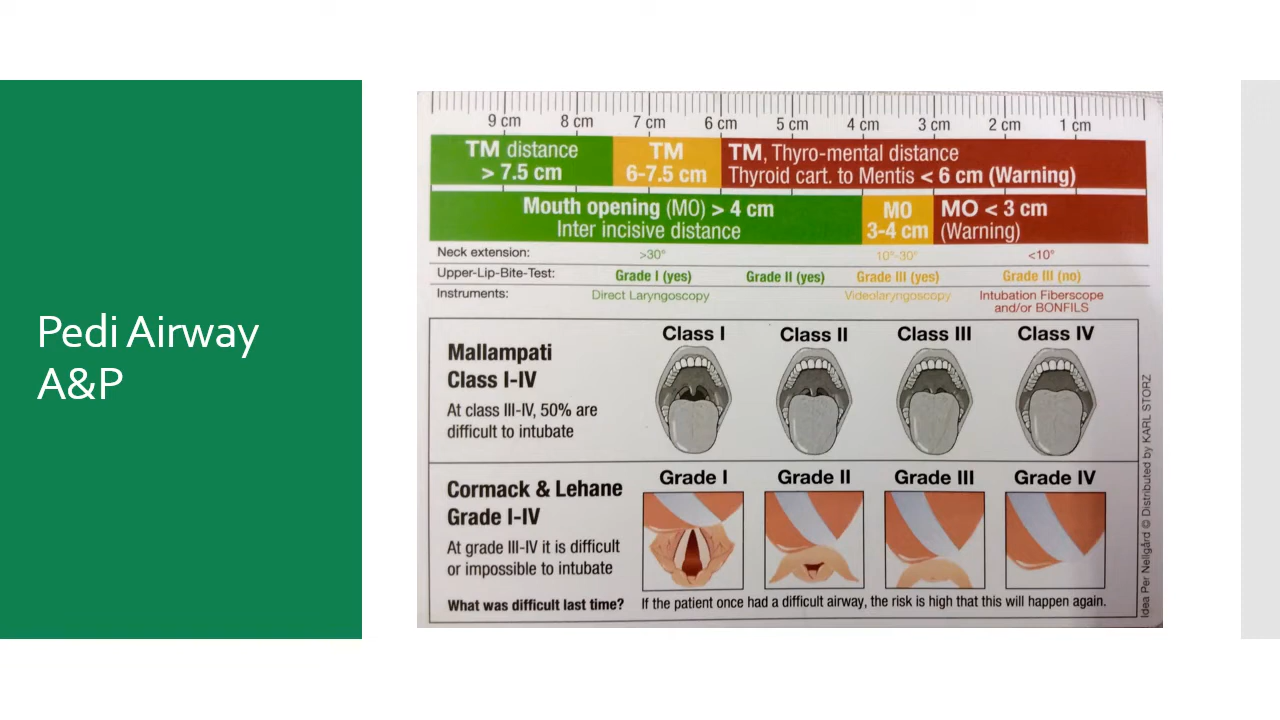 Pedi Airway
A&P
9 cm 8 cm 7 cm 6 cm 5 cm 4 cm 3 cm 2 cm 1 cm
TM distance
> 7.5 cm
TM
6-7.5 cm
TM, Thyro-mental distance
Thyroid cart. to Mentis < 6 cm (Warning)
Mouth opening (MO) > 4 cm
Inter incisive distance
MO
3-4 cm
MO < 3 cm
(Warning)
Neck extension: >30° 10°-30° <10°
Upper-Lip-Bite-Test: Grade I (yes) Grade II (yes) Grade III (yes) Grade III (no)
Instruments: Direct Laryngoscopy Videolaryngoscopy Intubation Fiberscope
and/or BONFILS
Mallampati
Class I-IV
At class III-IV, 50% are
difficult to intubate
Class I Class II Class III Class IV
Cormack & Lehane
Grade I-IV
At grade III-IV it is difficult
or impossible to intubate
Grade I Grade II Grade III Grade IV
What was difficult last time? If the patient once had a difficult airway, the risk is high that this will happen again.
Idea Per Nellgård © Distributed by KARL STORZ